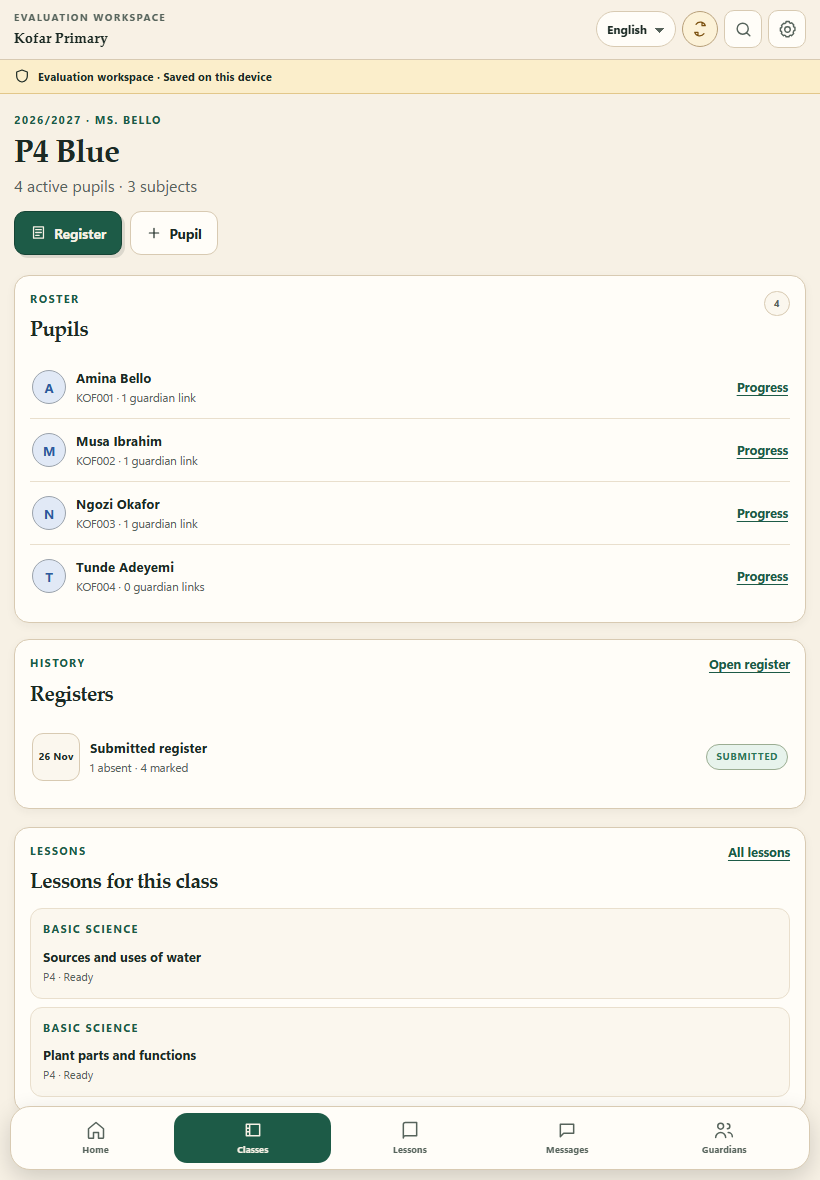 EVALUATION WORKSPACE
Kofar Primary
English
Evaluation workspace · Saved on this device
2026/2027 · MS. BELLO
P4 Blue
4 active pupils · 3 subjects
Register
Pupil
ROSTER
4
Pupils
A
Amina Bello
KOF001 · 1 guardian link
Progress
M
Musa Ibrahim
KOF002 · 1 guardian link
Progress
N
Ngozi Okafor
KOF003 · 1 guardian link
Progress
T
Tunde Adeyemi
KOF004 · 0 guardian links
Progress
HISTORY
Open register
Registers
26 Nov
Submitted register
1 absent · 4 marked
SUBMITTED
LESSONS
All lessons
Lessons for this class
BASIC SCIENCE
Sources and uses of water
P4 · Ready
BASIC SCIENCE
Plant parts and functions
P4 · Ready
Home
Classes
Lessons
Messages
Guardians